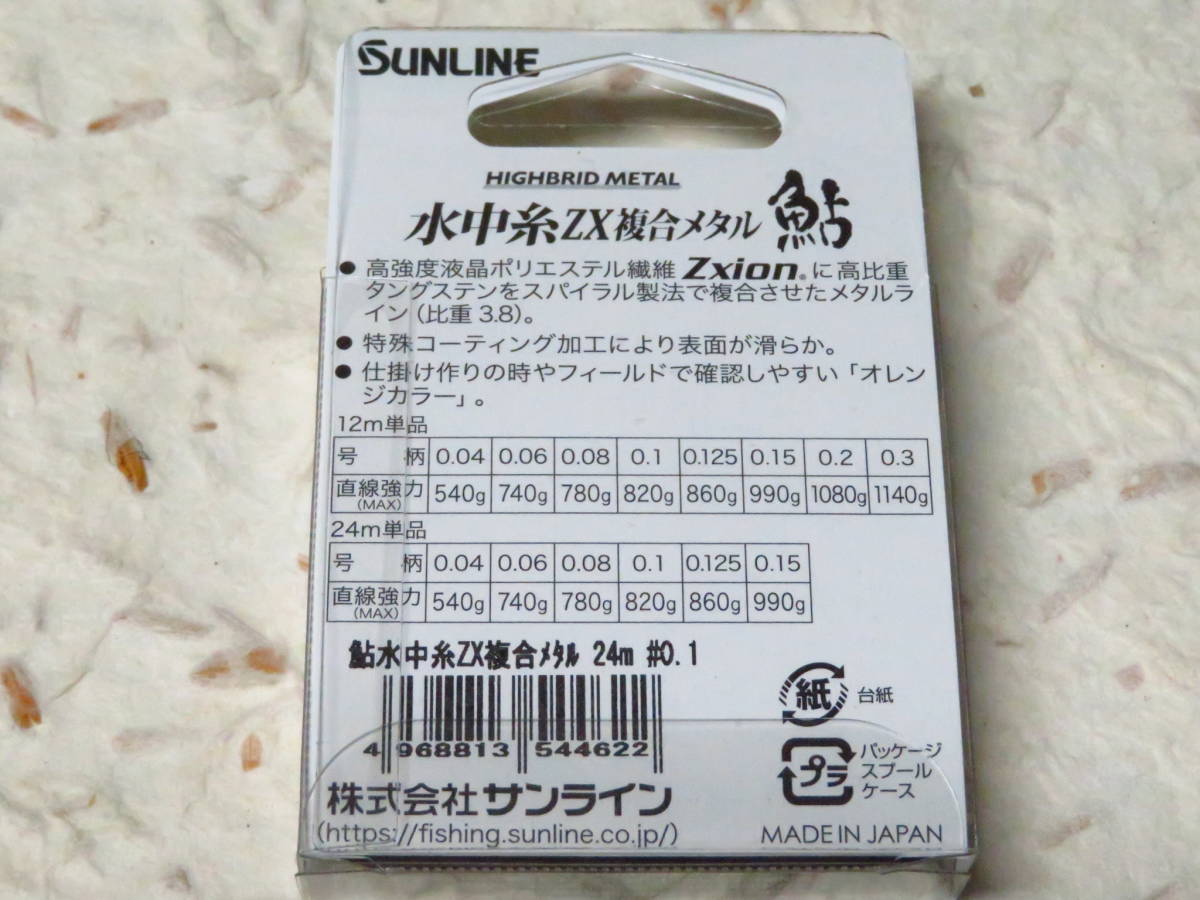 SUNLINE
HIGHBRID METAL
水中糸ZX複合メタル 鮎
● 高強度液晶ポリエステル繊維 Zxion® に高比重
タングステンをスパイラル製法で複合させたメタルラ
イン(比重 3.8)。
● 特殊コーティング加工により表面が滑らか。
● 仕掛け作りの時やフィールドで確認しやすい「オレン
ジカラー」。
12m単品
号 柄 0.04 0.06 0.08 0.1 0.125 0.15 0.2 0.3
直線強力(MAX) 540g 740g 780g 820g 860g 990g 1080g 1140g
24m単品
号 柄 0.04 0.06 0.08 0.1 0.125 0.15
直線強力(MAX) 540g 740g 780g 820g 860g 990g
鮎水中糸ZX複合ﾒﾀﾙ 24m #0.1
4 968813 544622
紙 台紙
プラ パッケージ
スプール
ケース
株式会社サンライン
(https://fishing.sunline.co.jp/)
MADE IN JAPAN